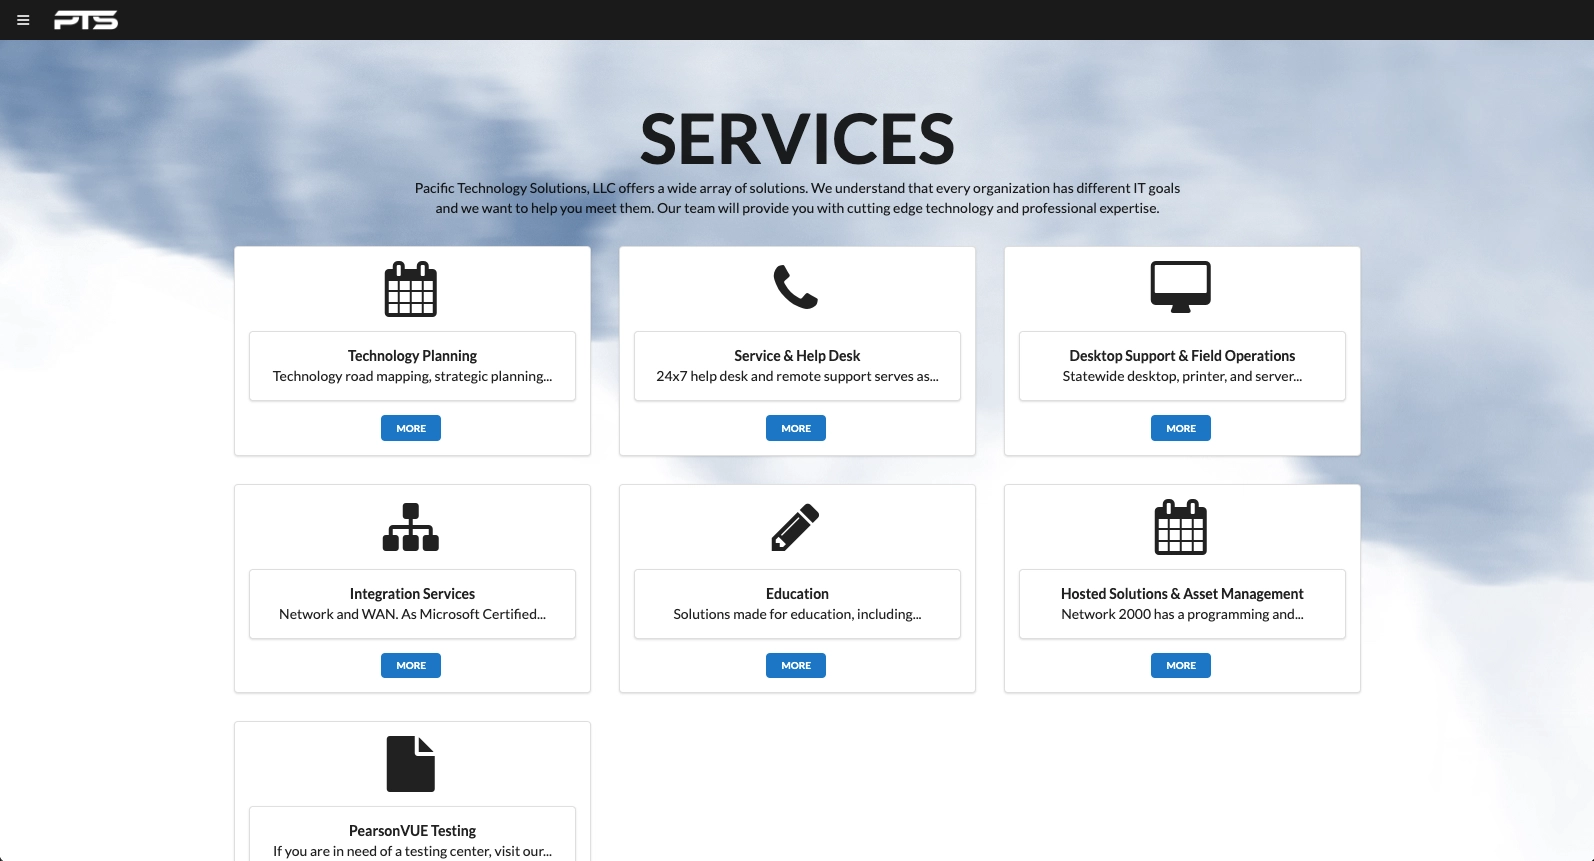 PTS
SERVICES
Pacific Technology Solutions, LLC offers a wide array of solutions. We understand that every organization has different IT goals
and we want to help you meet them. Our team will provide you with cutting edge technology and professional expertise.
Technology Planning
Technology road mapping, strategic planning...
MORE
Service & Help Desk
24x7 help desk and remote support serves as...
MORE
Desktop Support & Field Operations
Statewide desktop, printer, and server...
MORE
Integration Services
Network and WAN. As Microsoft Certified...
MORE
Education
Solutions made for education, including...
MORE
Hosted Solutions & Asset Management
Network 2000 has a programming and...
MORE
PearsonVUE Testing
If you are in need of a testing center, visit our...